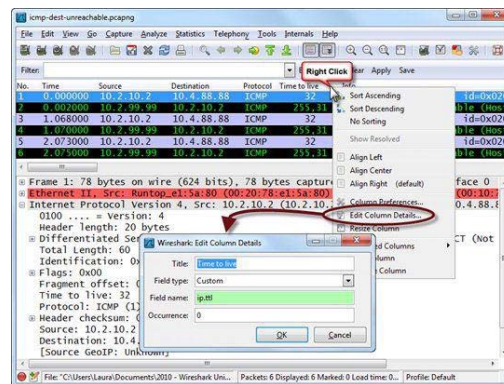 icmp-dest-unreachable.pcapng
File Edit View Go Capture Analyze Statistics Telephony Tools Internals Help
Filter: Right Click Clear Apply Save
No. Time Source Destination Protocol Time to live
1 0.000000 10.2.10.2 10.4.88.88 ICMP 32
2 0.002000 10.2.99.99 10.2.10.2 ICMP 255,31
3 1.068000 10.2.10.2 10.4.88.88 ICMP 32
4 1.070000 10.2.99.99 10.2.10.2 ICMP 255,31
5 2.073000 10.2.10.2 10.4.88.88 ICMP 32
6 2.075000 10.2.99.99 10.2.10.2 ICMP 255,31
Sort Ascending
Sort Descending
No Sorting
Show Resolved
Align Left
Align Center
Align Right (default)
Column Preferences...
Edit Column Details...
Resize Column
Columns
Column
Column
Frame 1: 78 bytes on wire (624 bits), 78 bytes
Ethernet II, Src: Runtop_e1:5a:80 (00:20:78:e1:5a:80)
Internet Protocol Version 4, Src: 10.2.10.2
0100 .... = Version: 4
Header length: 20 bytes
Differentiated
Total Length: 60
Identification:
Flags: 0x00
Fragment offset:
Time to live: 32
Protocol: ICMP (1)
Header checksum:
Source: 10.2.10.2
Destination: 10.4.
[Source GeoIP: Unknown]
Wireshark: Edit Column Details
Title: Time to live
Field type: Custom
Field name: ip.ttl
Occurrence: 0
OK Cancel
File: "C:\Users\Laura\Documents\2010 - Wireshark Uni... Packets: 6 Displayed: 6 Marked: 0 Load time: 0... Profile: Default